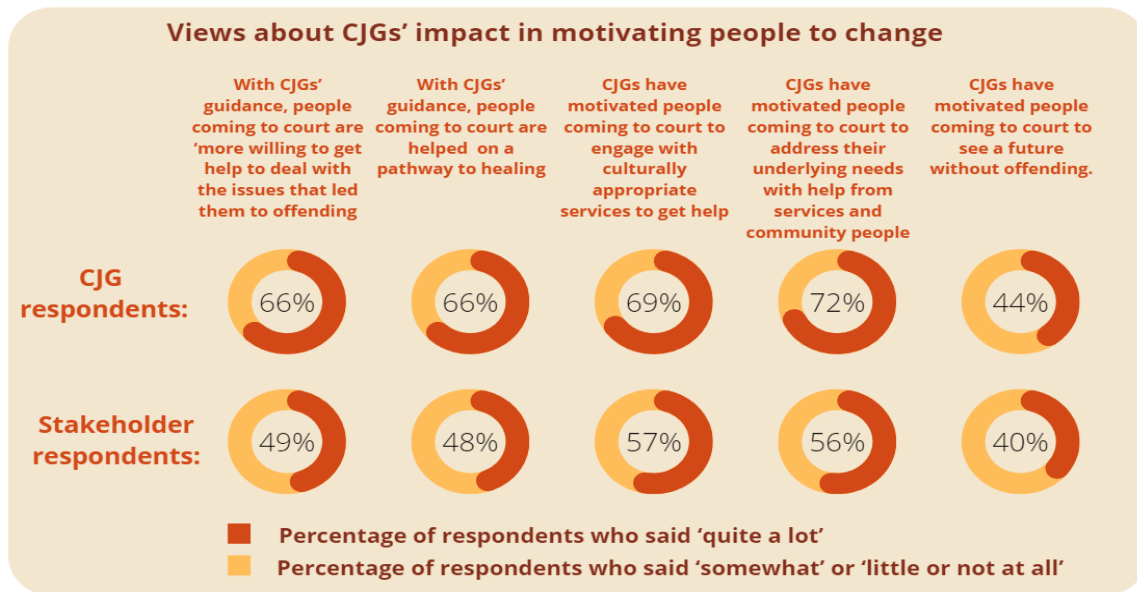 Views about CJGs' impact in motivating people to change
With CJGs'
guidance, people
coming to court are
'more willing to get
help to deal with
the issues that led
them to offending
With CJGs'
guidance, people
coming to court are
helped  on a
pathway to healing
CJGs have
motivated people
coming to court to
engage with
culturally
appropriate
services to get help
CJGs have
motivated people
coming to court to
address their
underlying needs
with help from
services and
community people
CJGs have
motivated people
coming to court to
see a future
without offending.
CJG
respondents:
66%
66%
69%
72%
44%
Stakeholder
respondents:
49%
48%
57%
56%
40%
Percentage of respondents who said 'quite a lot'
Percentage of respondents who said 'somewhat' or 'little or not at all'